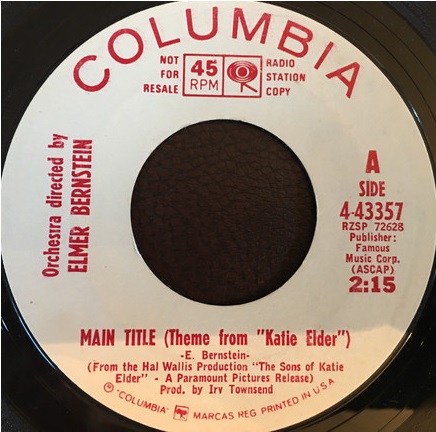 COLUMBIA
NOT
FOR
RESALE
45
RPM
RADIO
STATION
COPY
Orchestra directed by
ELMER BERNSTEIN
A
SIDE
4-43357
RZSP 72628
Publisher:
Famous
Music Corp.
(ASCAP)
2:15
MAIN TITLE (Theme from "Katie Elder")
-E. Bernstein-
(From the Hal Wallis Production "The Sons of Katie
Elder" - A Paramount Pictures Release)
Prod. by Irv Townsend
℗ "COLUMBIA" MARCAS REG PRINTED IN U.S.A